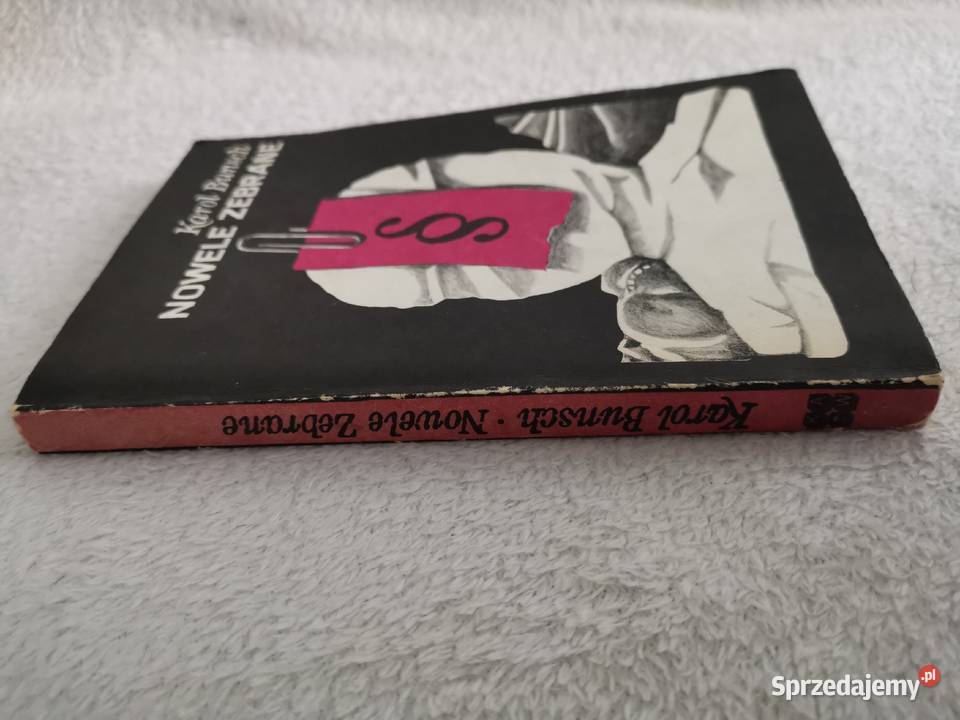 Karol Bunsch
NOWELE ZEBRANE
§
Karol Bunsch · Nowele Zebrane
Sprzedajemy.pl